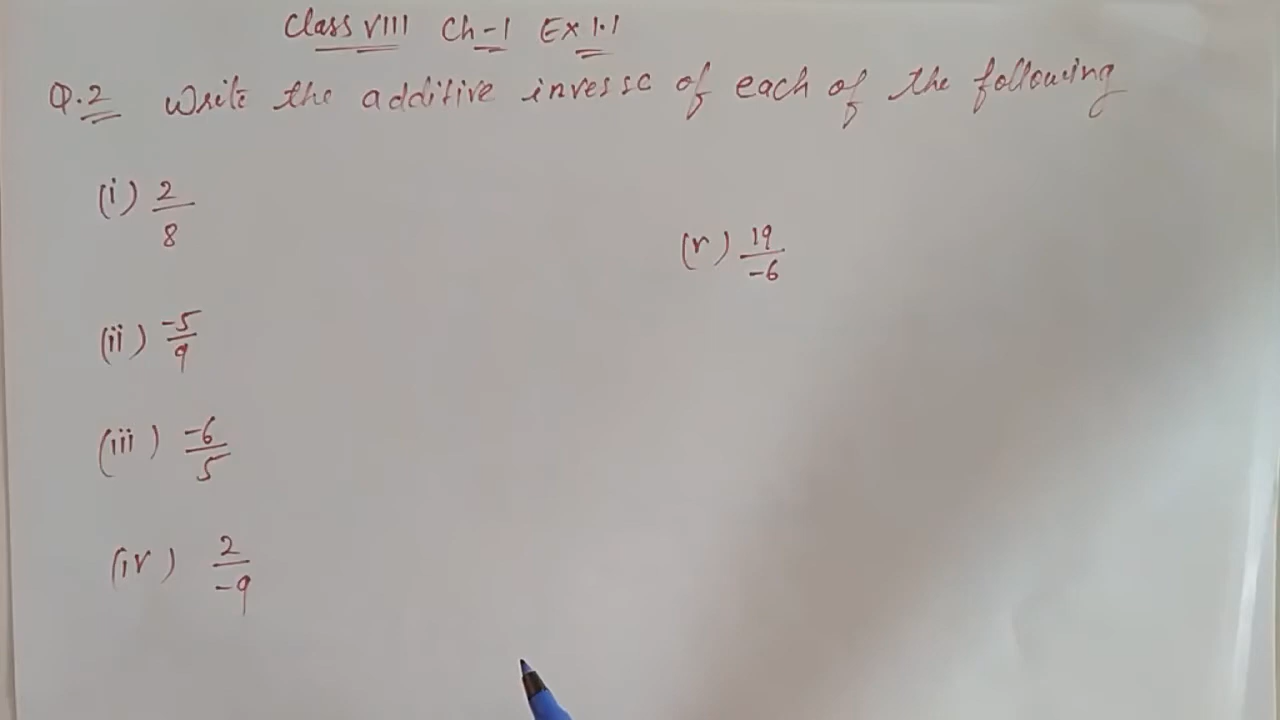 Class VIII Ch-1 Ex 1.1
Q.2 Write the additive inverse of each of the following
(i) 2/8
(v) 19/-6
(ii) -5/9
(iii) -6/5
(iv) 2/-9